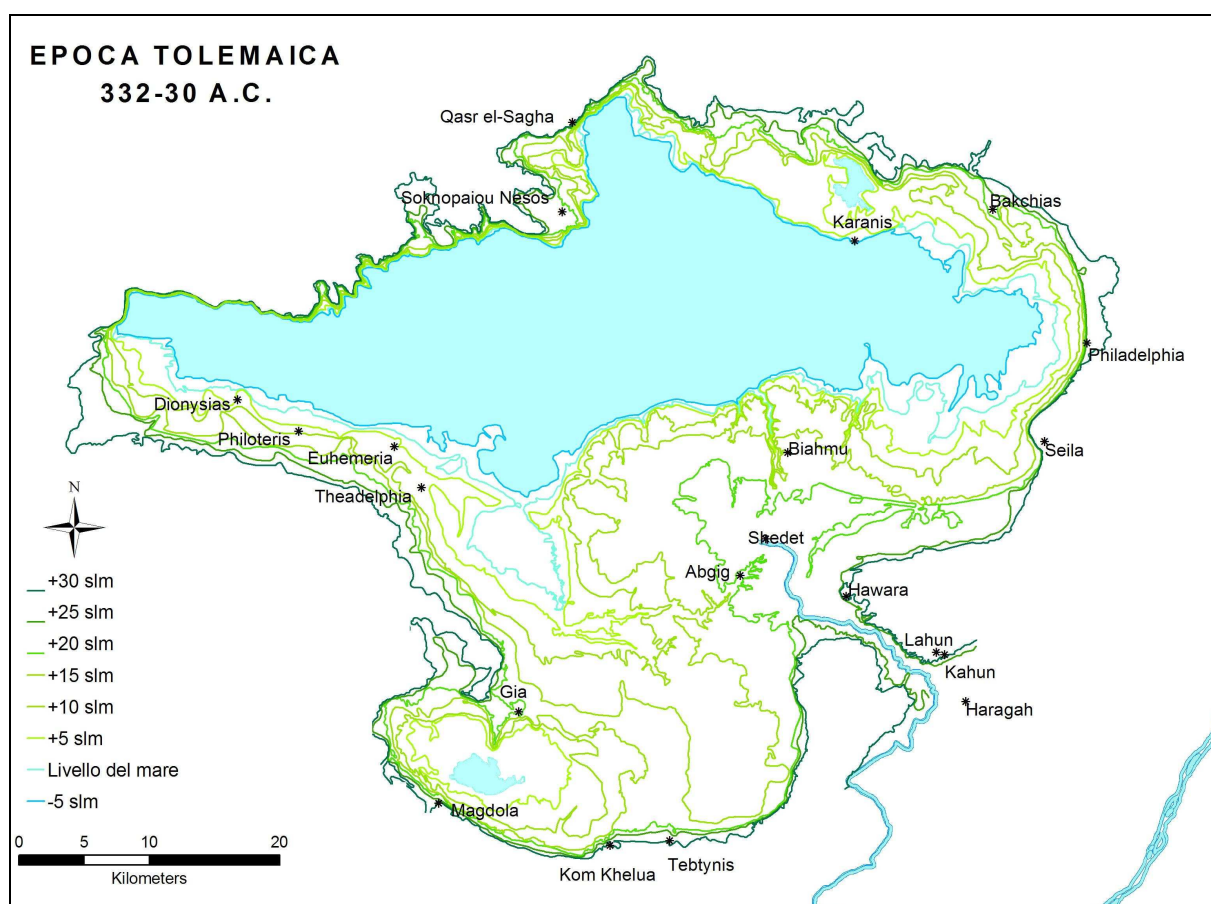 EPOCA TOLEMAICA
332-30 A.C.
Qasr el-Sagha
Soknopaiou Nesos
Bakchias
Karanis
Philadelphia
Dionysias
Philoteris
Euhemeria
Biahmu
Seila
Theadelphia
N
Shedet
Abgig
Hawara
Lahun
Kahun
Gia
Haragah
Magdola
Kom Khelua
Tebtynis
+30 slm
+25 slm
+20 slm
+15 slm
+10 slm
+5 slm
Livello del mare
-5 slm
0 5 10 20
Kilometers